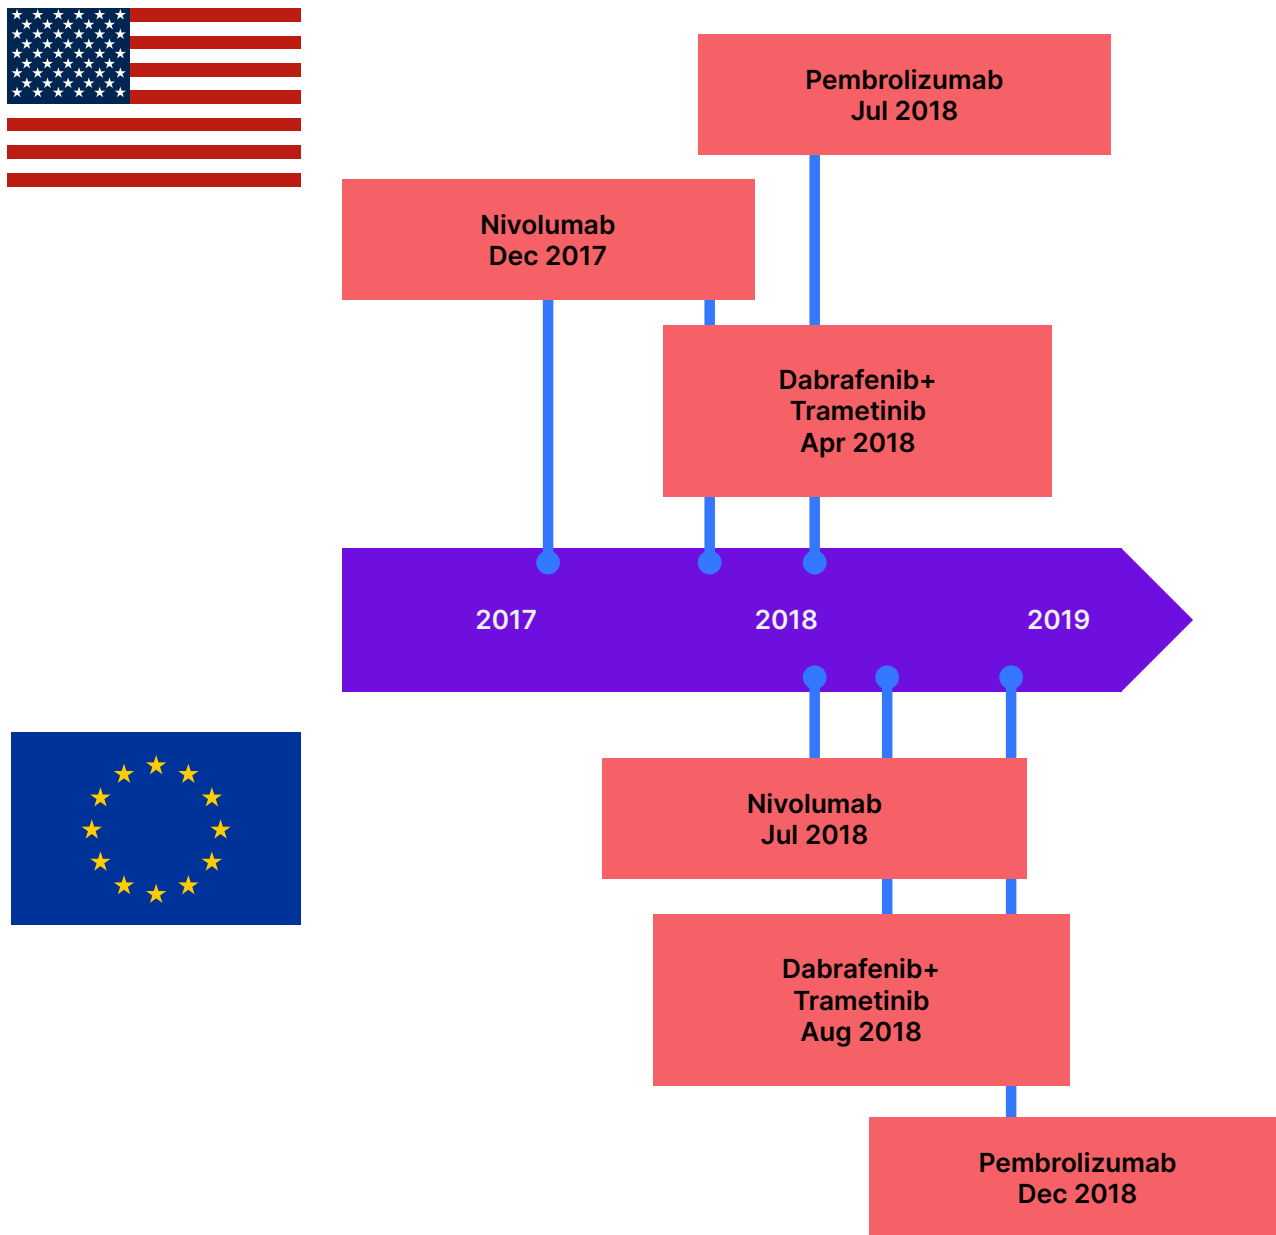 Pembrolizumab
Jul 2018
Nivolumab
Dec 2017
Dabrafenib+
Trametinib
Apr 2018
2017
2018
2019
Nivolumab
Jul 2018
Dabrafenib+
Trametinib
Aug 2018
Pembrolizumab
Dec 2018